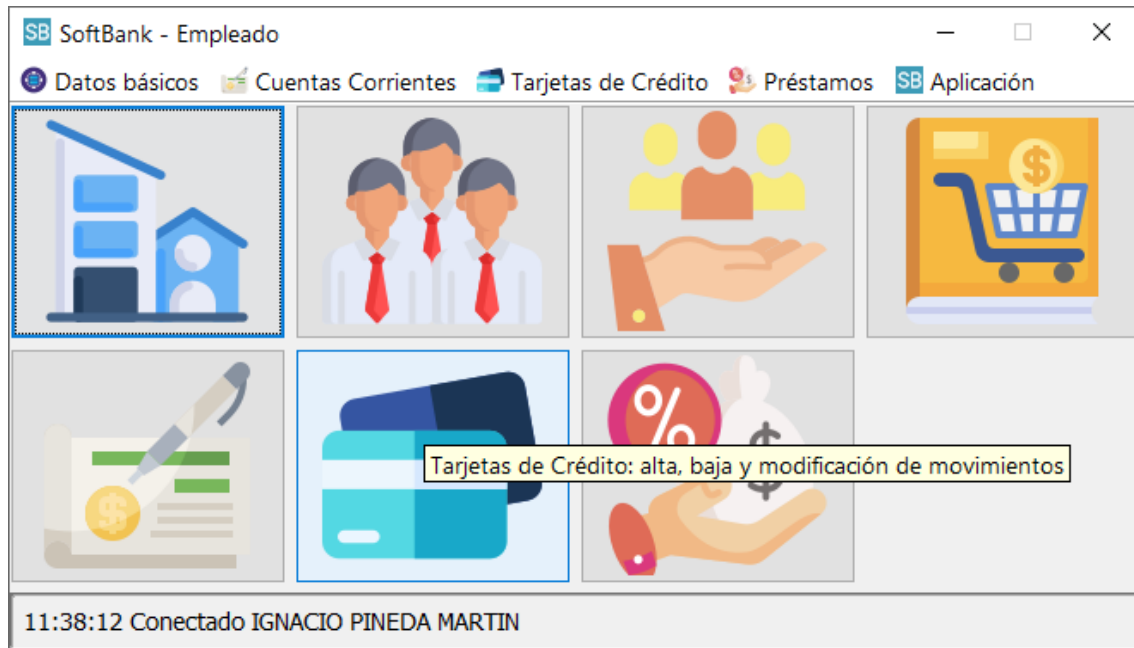 SB SoftBank - Empleado
Datos básicos Cuentas Corrientes Tarjetas de Crédito Préstamos SB Aplicación
$
%
$
Tarjetas de Crédito: alta, baja y modificación de movimientos
$
$
11:38:12 Conectado IGNACIO PINEDA MARTIN